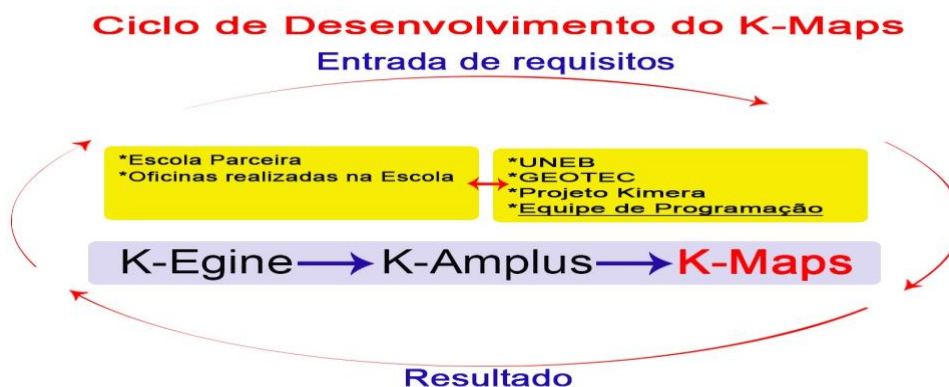 Ciclo de Desenvolvimento do K-Maps
Entrada de requisitos
*Escola Parceira
*Oficinas realizadas na Escola
*UNEB
*GEOTEC
*Projeto Kimera
*Equipe de Programação
K-Egine K-Amplus K-Maps
Resultado